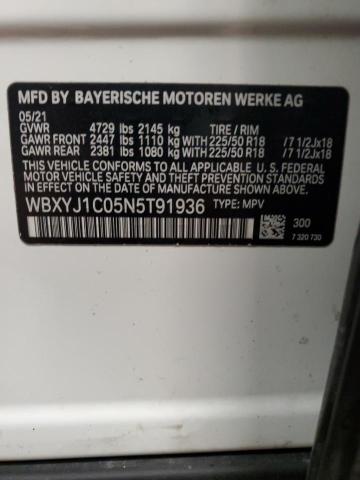 MFD BY BAYERISCHE MOTOREN WERKE AG
05/21
GVWR 4729 lbs 2145 kg TIRE / RIM
GAWR FRONT 2447 lbs 1110 kg WITH 225/50 R18 /7 1/2Jx18
GAWR REAR 2381 lbs 1080 kg WITH 225/50 R18 /7 1/2Jx18
THIS VEHICLE CONFORMS TO ALL APPLICABLE U. S. FEDERAL
MOTOR VEHICLE SAFETY, BUMPER, AND THEFT PREVENTION
STANDARDS IN EFFECT ON THE DATE OF MANUFACTURE SHOWN ABOVE.
WBXYJ1C05N5T91936 TYPE: MPV
300
7 320 730